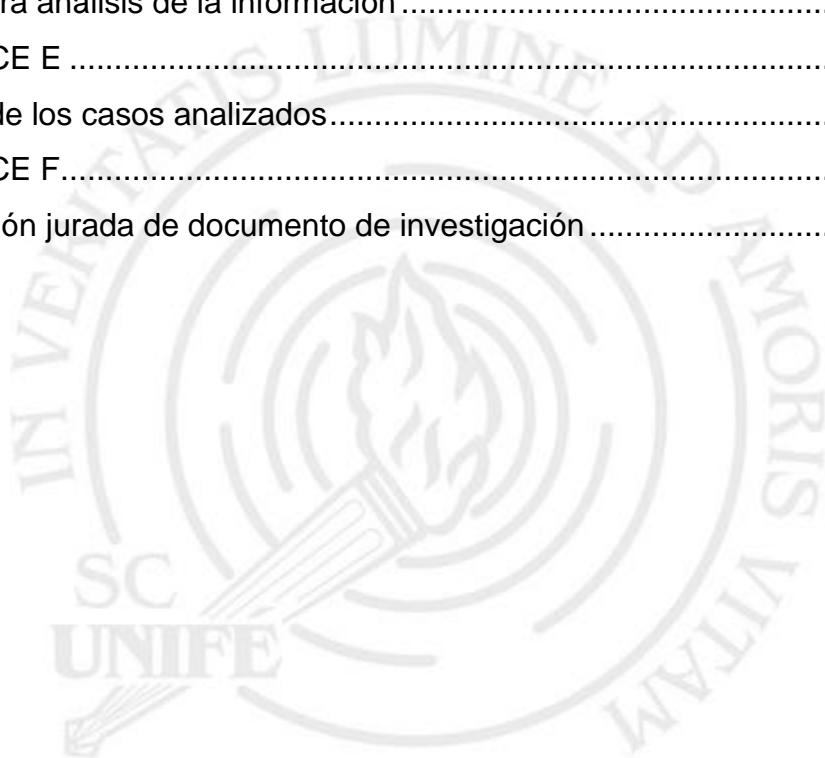 ra análisis de la información
CE E
de los casos analizados
CE F
ón jurada de documento de investigación
IN VERITATIS LUMINE AD AMORIS VITAM
SC
UNIFE